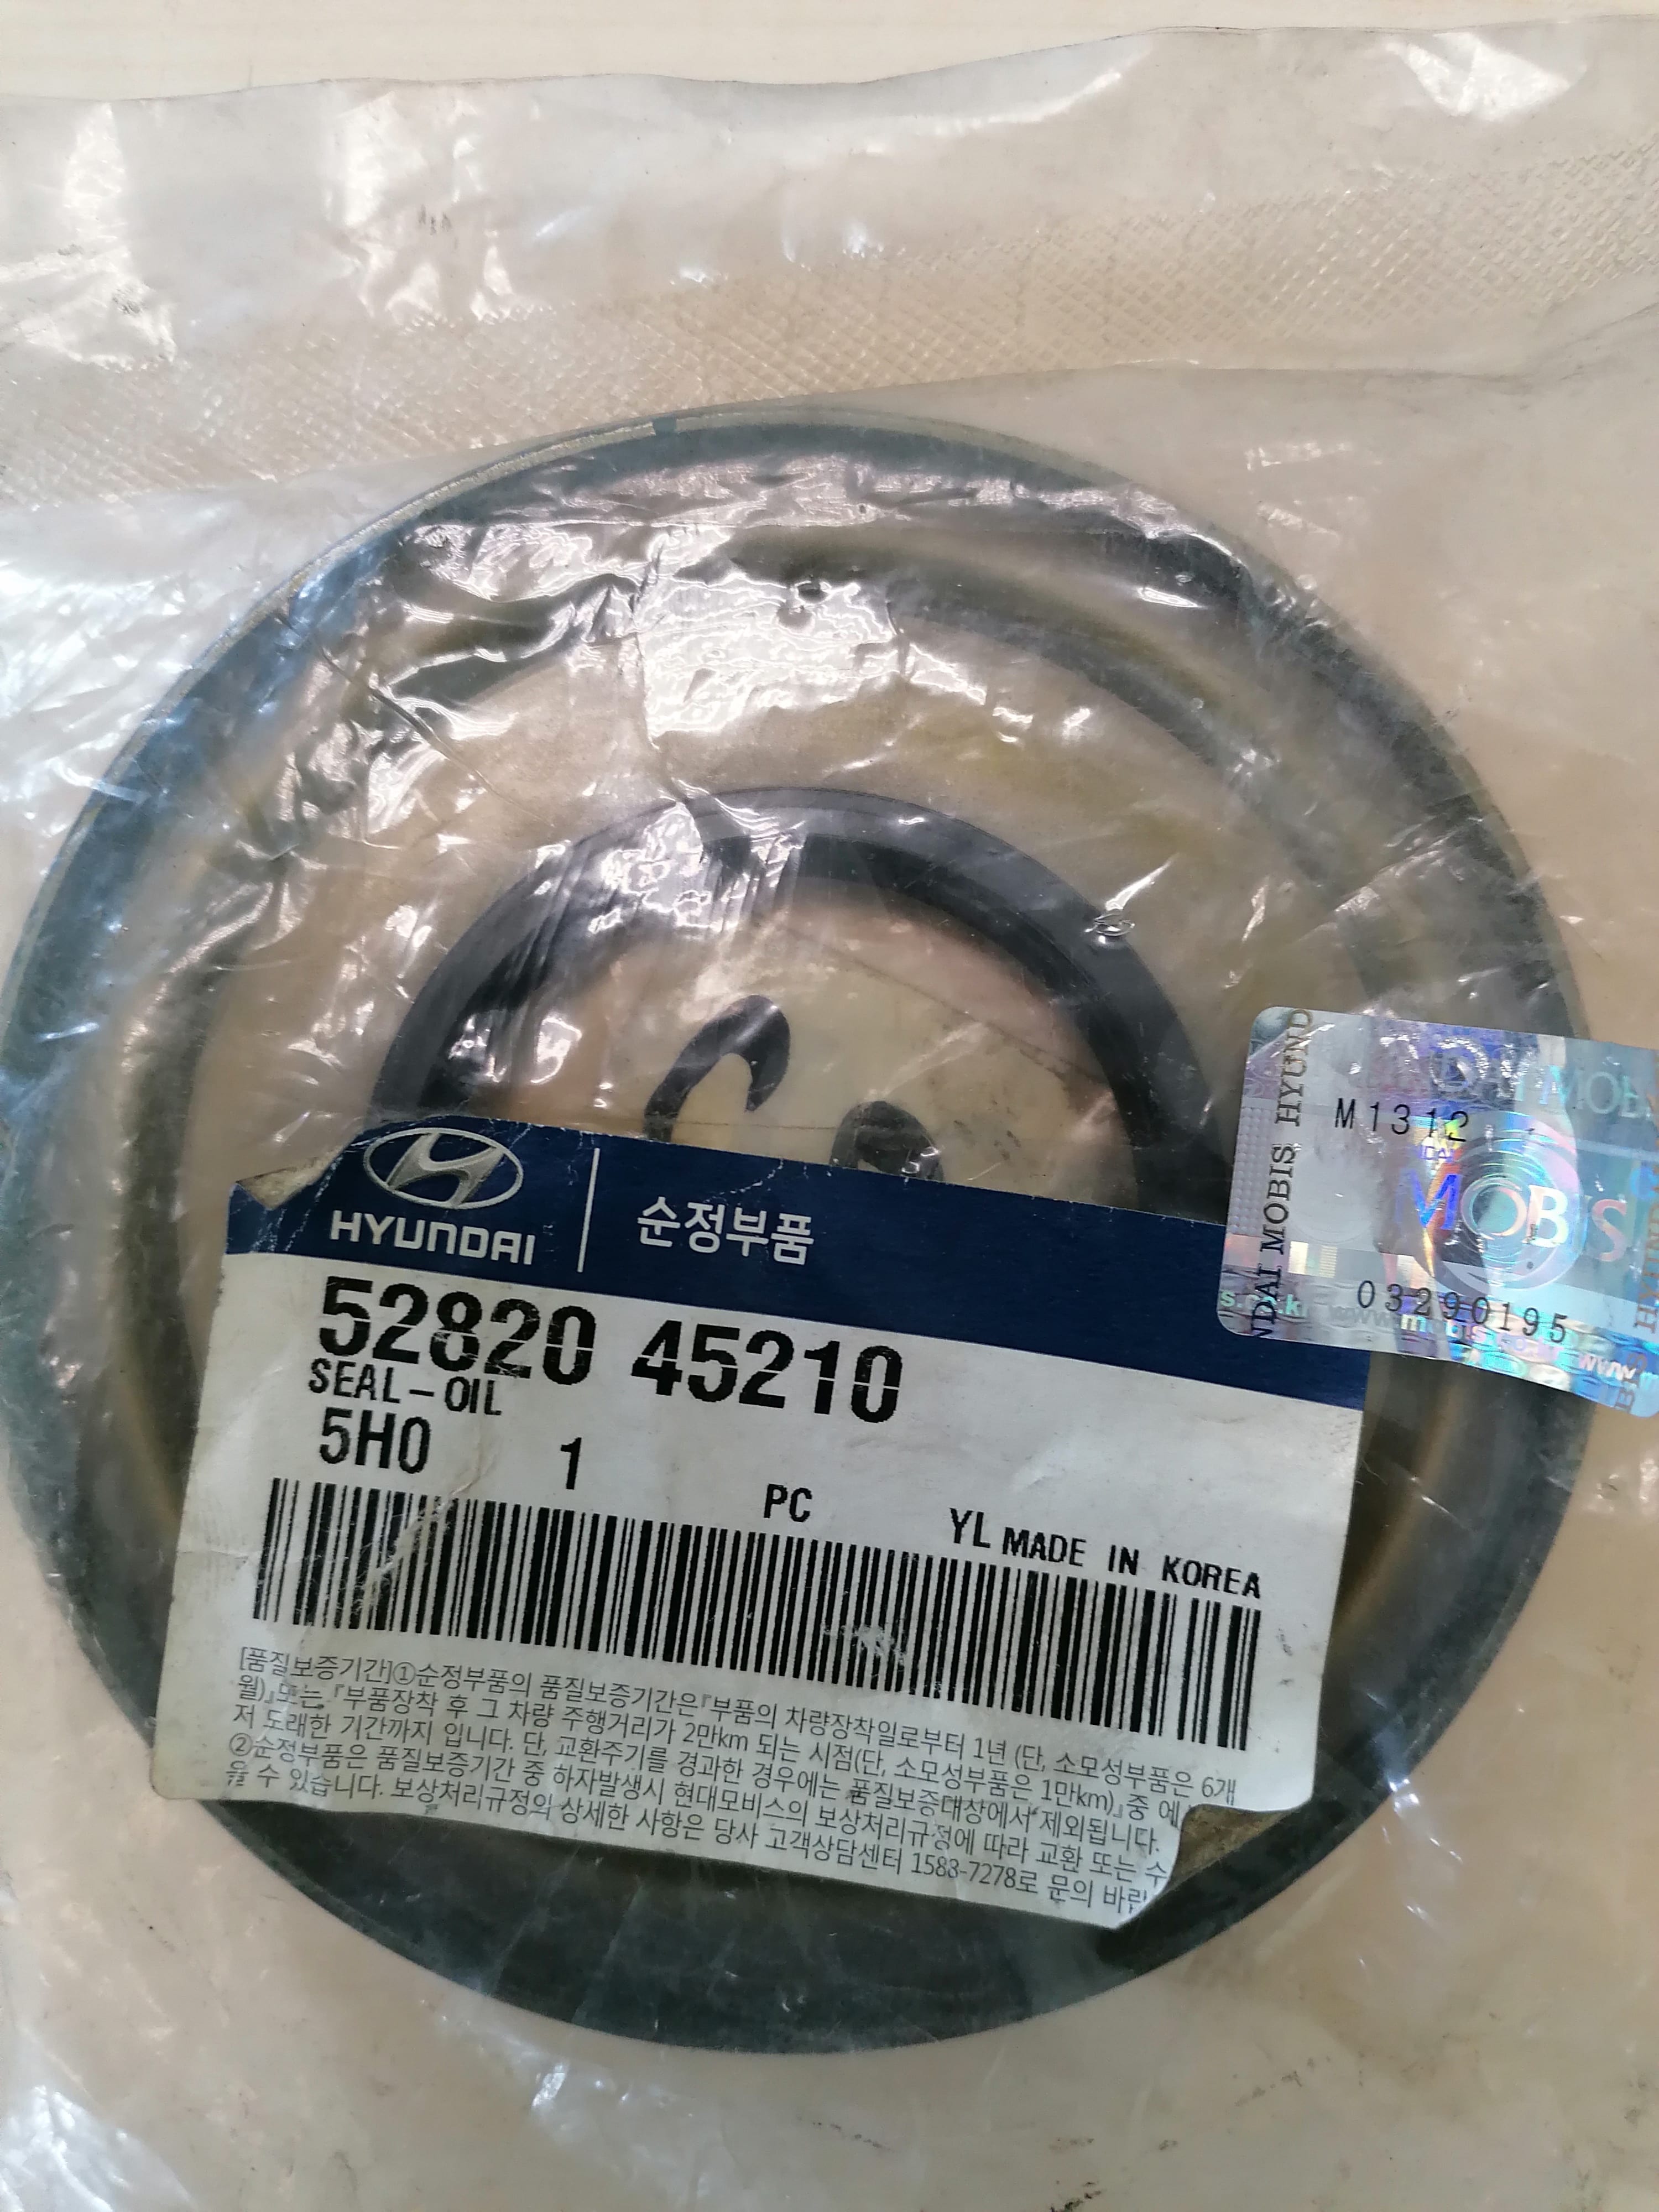 HYUNDAI 순정부품
52820 45210
SEAL-OIL
5H0 1 PC YL MADE IN KOREA
[품질보증기간]①순정부품의 품질보증기간은『부품의 차량장착일로부터 1년 (단, 소모성부품은 6개
월)』또는『부품장착 후 그 차량 주행거리가 2만km 되는 시점(단, 소모성부품은 1만km)』중
저 도래한 기간까지 입니다. 단, 교환주기를 경과한 경우에는 품질보증대상에서 제외됩니다.
②순정부품은 품질보증기간 중 하자발생시 현대모비스의 보상처리규정에 따라 교환 또는 수
을 수 있습니다. 보상처리규정의 상세한 사항은 당사 고객상담센터 1588-7278로 문의
M1312
MOBIS
03290195
NDAI MOBIS HYUND